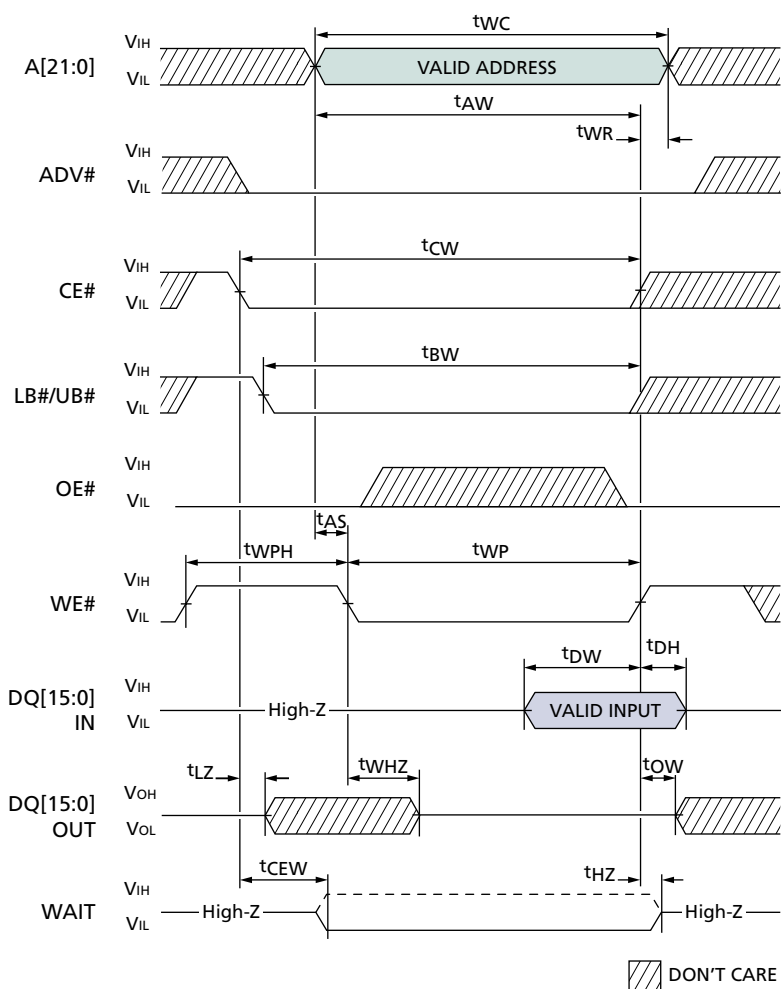 tWC
A[21:0] VIH VIL VALID ADDRESS
tAW
tWR
ADV# VIH VIL
tCW
CE# VIH VIL
tBW
LB#/UB# VIH VIL
OE# VIH VIL
tAS
tWPH tWP
WE# VIH VIL
tDW tDH
DQ[15:0] IN VIH VIL High-Z VALID INPUT
tLZ tWHZ tOW
DQ[15:0] OUT VOH VOL
tCEW tHZ
WAIT VIH VIL High-Z High-Z
DON'T CARE